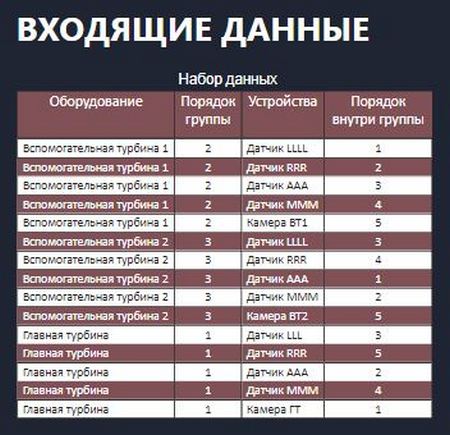 ВХОДЯЩИЕ ДАННЫЕ
Набор данных
Оборудование Порядок группы Устройства Порядок внутри группы
Вспомогательная турбина 1 2 Датчик LLLL 1
Вспомогательная турбина 1 2 Датчик RRR 2
Вспомогательная турбина 1 2 Датчик AAA 3
Вспомогательная турбина 1 2 Датчик MMM 4
Вспомогательная турбина 1 2 Камера ВТ1 5
Вспомогательная турбина 2 3 Датчик LLLL 3
Вспомогательная турбина 2 3 Датчик RRR 4
Вспомогательная турбина 2 3 Датчик AAA 1
Вспомогательная турбина 2 3 Датчик MMM 2
Вспомогательная турбина 2 3 Камера ВТ2 5
Главная турбина 1 Датчик LLL 3
Главная турбина 1 Датчик RRR 5
Главная турбина 1 Датчик AAA 2
Главная турбина 1 Датчик MMM 4
Главная турбина 1 Камера ГТ 1